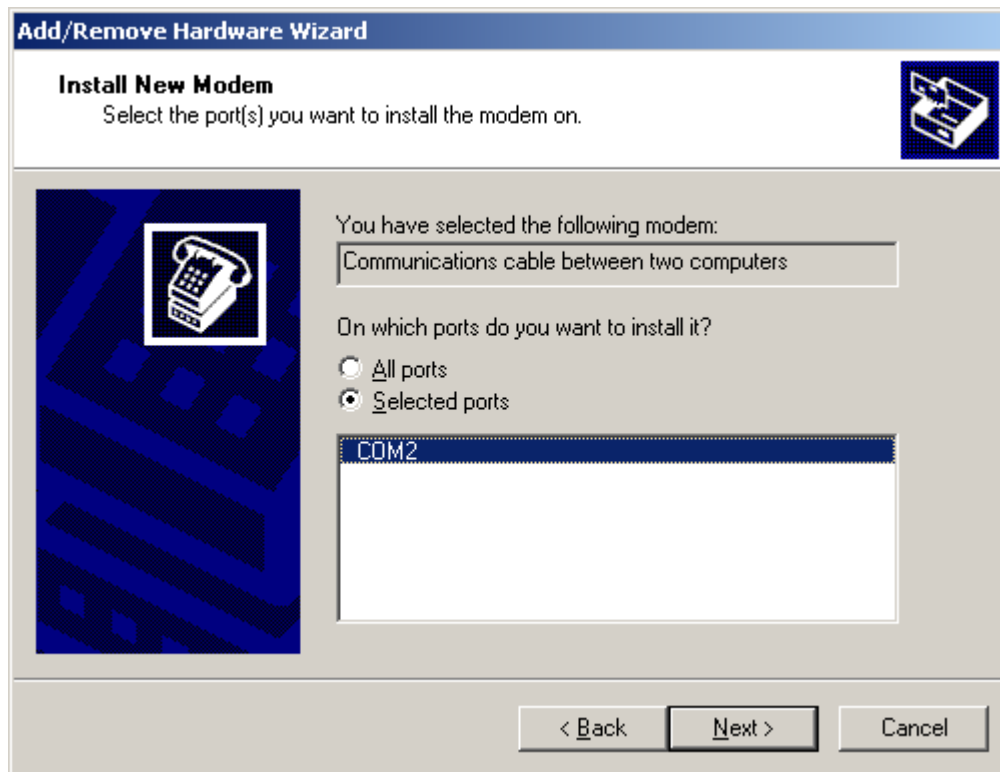 Add/Remove Hardware Wizard
Install New Modem
Select the port(s) you want to install the modem on.
You have selected the following modem:
Communications cable between two computers
On which ports do you want to install it?
All ports
Selected ports
COM2
< Back
Next >
Cancel